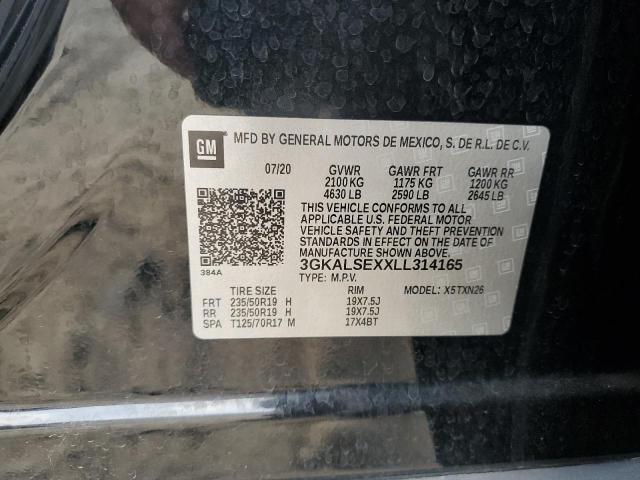 GM MFD BY GENERAL MOTORS DE MEXICO, S. DE R.L. DE C.V.
07/20 GVWR GAWR FRT GAWR RR
2100 KG 1175 KG 1200 KG
4630 LB 2590 LB 2645 LB
THIS VEHICLE CONFORMS TO ALL
APPLICABLE U.S. FEDERAL MOTOR
VEHICLE SAFETY AND THEFT PREVENTION
STANDARDS IN EFFECT ON THE DATE OF
MANUFACTURE SHOWN ABOVE.
384A 3GKALSEXXLL314165
TYPE: M.P.V. MODEL: X5TXN26
TIRE SIZE RIM
FRT 235/50R19 H 19X7.5J
RR 235/50R19 H 19X7.5J
SPA T125/70R17 M 17X4BT